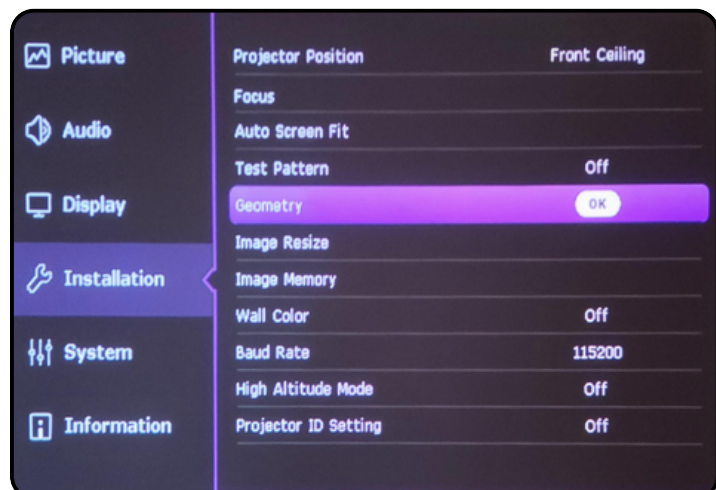 Picture
Audio
Display
Installation
System
Information
Projector Position Front Ceiling
Focus
Auto Screen Fit
Test Pattern Off
Geometry OK
Image Resize
Image Memory
Wall Color Off
Baud Rate 115200
High Altitude Mode Off
Projector ID Setting Off